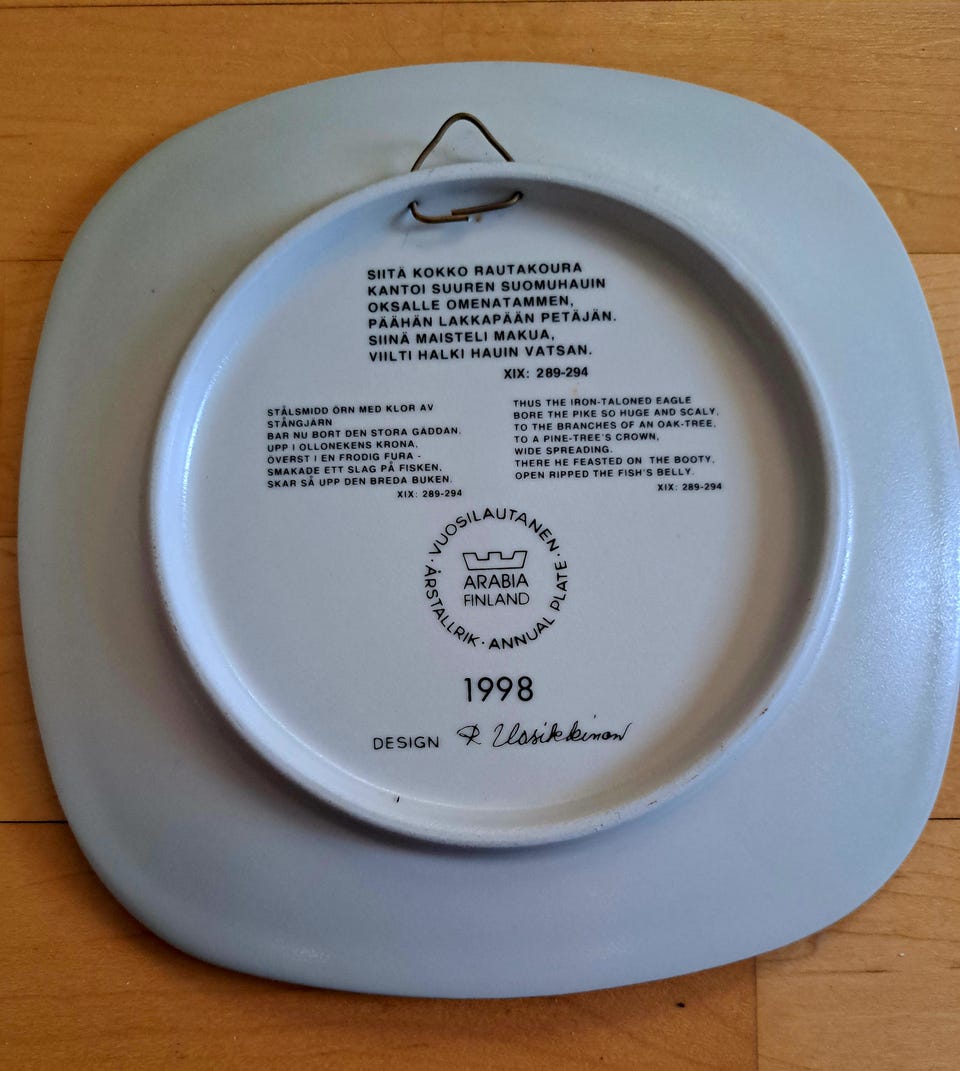 SIITÄ KOKKO RAUTAKOURA
KANTOI SUUREN SUOMUHAUIN
OKSALLE OMENATAMMEN,
PÄÄHÄN LAKKAPÄÄN PETÄJÄN.
SIINÄ MAISTELI MAKUA,
VIILTI HALKI HAUIN VATSAN.
XIX: 289-294
STÅLSMIDD ÖRN MED KLOR AV
STÅNGJÄRN
BAR NU BORT DEN STORA GÄDDAN.
UPP I OLLONEKENS KRONA,
ÖVERST I EN FRODIG FURA -
SMAKADE ETT SLAG PÅ FISKEN,
SKAR SÅ UPP DEN BREDA BUKEN.
XIX: 289-294
THUS THE IRON-TALONED EAGLE
BORE THE PIKE SO HUGE AND SCALY,
TO THE BRANCHES OF AN OAK-TREE,
TO A PINE-TREE'S CROWN,
WIDE SPREADING.
THERE HE FEASTED ON THE BOOTY,
OPEN RIPPED THE FISH'S BELLY.
XIX: 289-294
· VUOSILAUTANEN · ANNUAL PLATE · ÅRSTALLRIK
ARABIA
FINLAND
1998
DESIGN R Uosikkinen